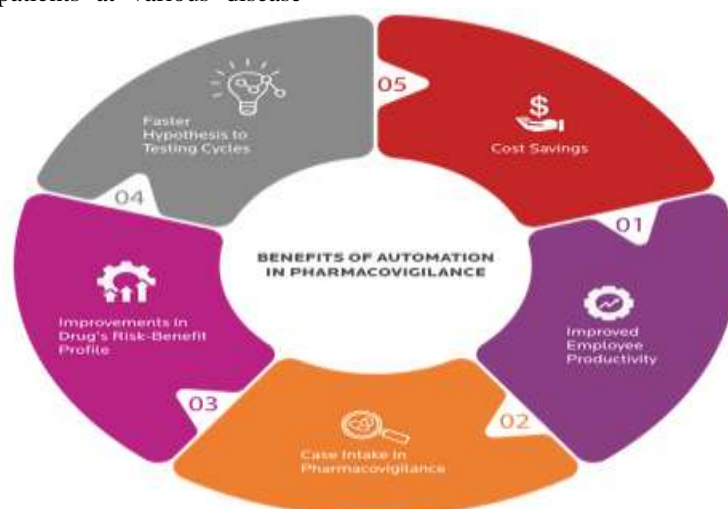 patients at various disease
05
$
Cost Savings
01
Improved
Employee
Productivity
02
Case Intake In
Pharmacovigilance
03
Improvements In
Drug's Risk-Benefit
Profile
04
Faster
Hypothesis to
Testing Cycles
BENEFITS OF AUTOMATION
IN PHARMACOVIGILANCE